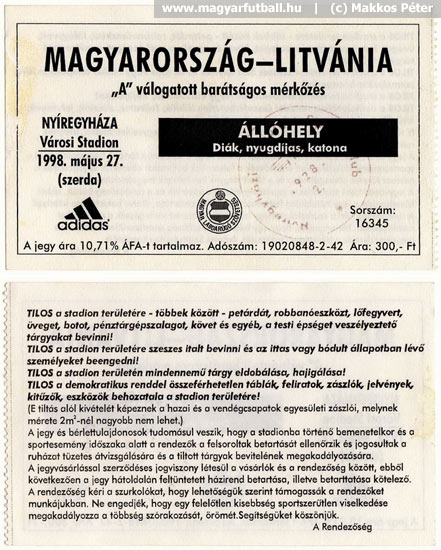 www.magyarfutball.hu | (c) Makkos Péter
MAGYARORSZÁG–LITVÁNIA
„A” válogatott barátságos mérkőzés
NYÍREGYHÁZA
Városi Stadion
1998. május 27.
(szerda)
ÁLLÓHELY
Diák, nyugdíjas, katona
adidas
MAGYAR LABDARÚGÓ SZÖVETSÉG
Sorszám:
16345
A jegy ára 10,71% ÁFA-t tartalmaz. Adószám: 19020848-2-42 Ára: 300,- Ft
TILOS a stadion területére - többek között - petárdát, robbanóeszközt, lőfegyvert,
üveget, botot, pénztárgépszalagot, követ és egyéb, a testi épséget veszélyeztető
tárgyakat bevinni!
TILOS a stadion területére szeszes italt bevinni és az ittas vagy bódult állapotban lévő
személyeket beengedni!
TILOS a stadion területén mindennemű tárgy eldobálása, hajigálása!
TILOS a demokratikus renddel összeférhetetlen táblák, feliratok, zászlók, jelvények,
kitűzők, eszközök behozatala a stadion területére!
(E tiltás alól kivételét képeznek a hazai és a vendégcsapatok egyesületi zászlói, melynek
mérete 2m²-nél nagyobb nem lehet.)
A jegy és bérlettulajdonosok tudomásul veszik, hogy a stadionba történő bemenetelkor és a
sportesemény időszaka alatt a rendezők a felsoroltak betartását ellenőrzik és jogosultak a
ruházat tüzetes átvizsgálására és a tiltott tárgyak bevitelének megakadályozására.
A jegyvásárlással szerződéses jogviszony létesül a vásárlók és a rendezőség között, ebből
következően a jegy hátoldalán feltüntetett házirend betartása, illetve betarttatása kötelező.
A rendezőség kéri a szurkolókat, hogy lehetőségük szerint támogassák a rendezőket
munkájukban. Ne engedjék, hogy egy felelőtlen kisebbség sportszerűtlen viselkedése
megakadályozza a többség szórakozását, örömét.Segítségüket köszönjük.
A Rendezőség